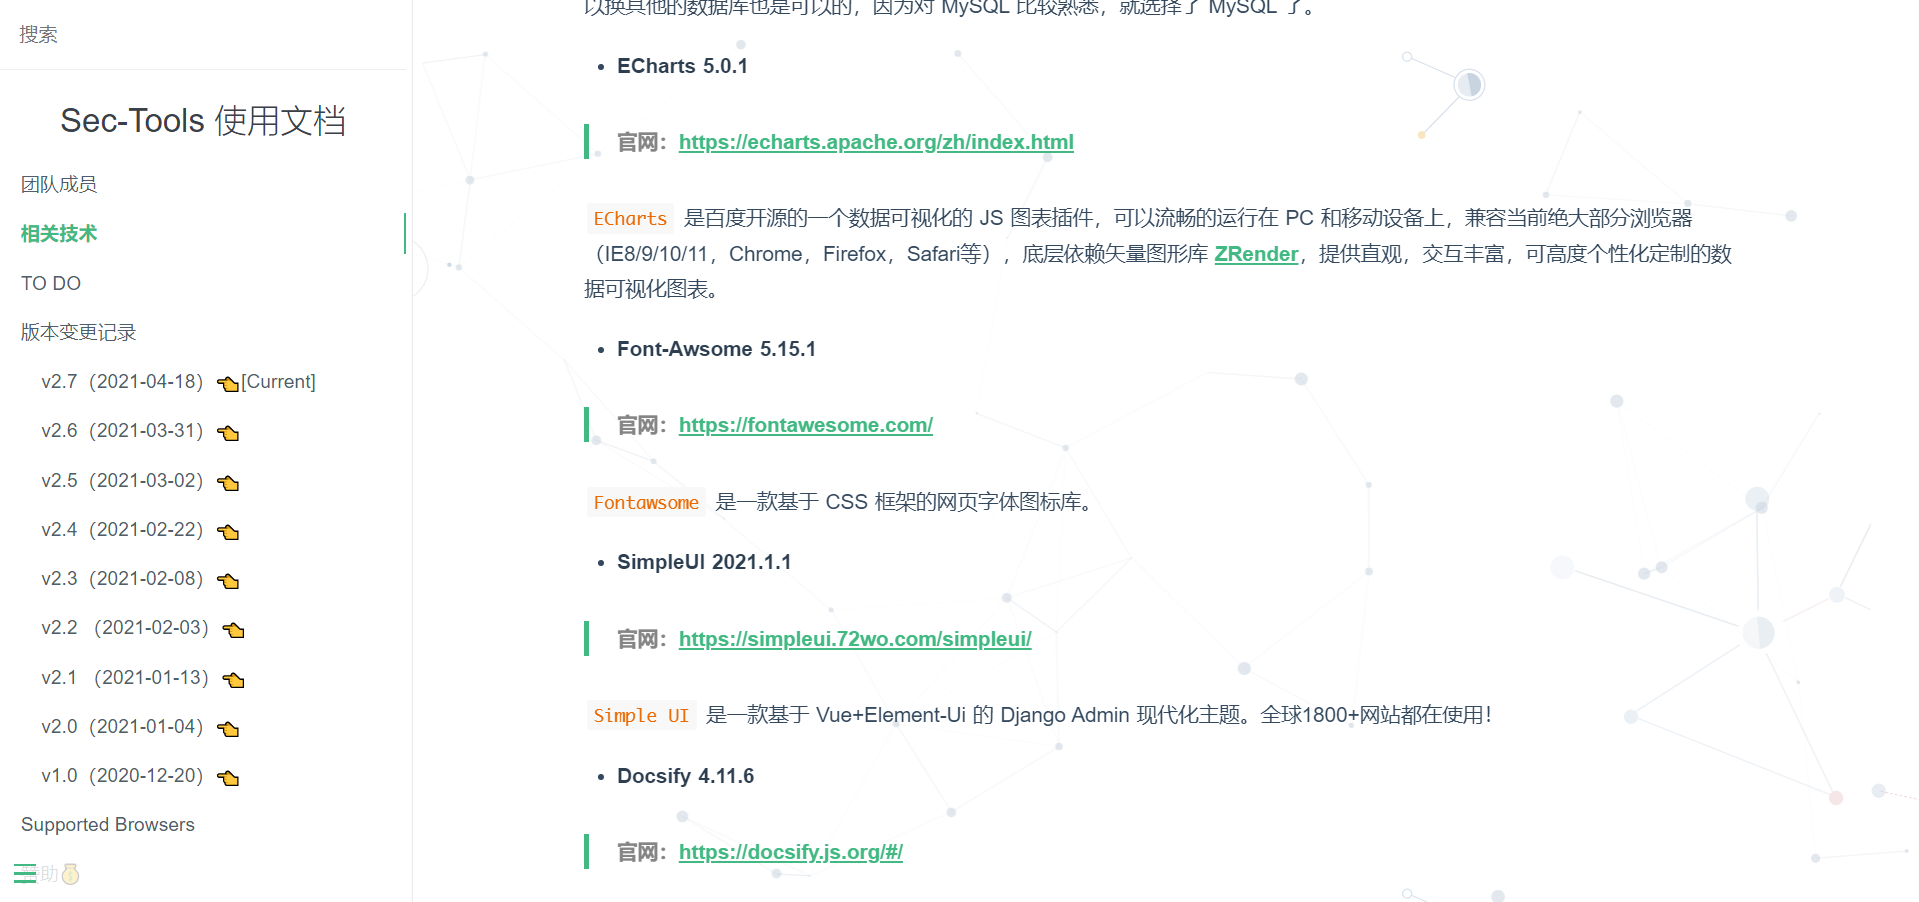 搜索
Sec-Tools 使用文档
团队成员
相关技术
TO DO
版本变更记录
v2.7（2021-04-18）👈[Current]
v2.6（2021-03-31）👈
v2.5（2021-03-02）👈
v2.4（2021-02-22）👈
v2.3（2021-02-08）👈
v2.2 （2021-02-03）👈
v2.1 （2021-01-13）👈
v2.0（2021-01-04）👈
v1.0（2020-12-20）👈
Supported Browsers
赞助💰
以换其他的数据库也是可以的，因为对 MySQL 比较熟悉，就选择了 MySQL 了。
• ECharts 5.0.1
官网：https://echarts.apache.org/zh/index.html
ECharts 是百度开源的一个数据可视化的 JS 图表插件，可以流畅的运行在 PC 和移动设备上，兼容当前绝大部分浏览器
（IE8/9/10/11，Chrome，Firefox，Safari等），底层依赖矢量图形库 ZRender，提供直观，交互丰富，可高度个性化定制的数
据可视化图表。
• Font-Awsome 5.15.1
官网：https://fontawesome.com/
Fontawsome 是一款基于 CSS 框架的网页字体图标库。
• SimpleUI 2021.1.1
官网：https://simpleui.72wo.com/simpleui/
Simple UI 是一款基于 Vue+Element-Ui 的 Django Admin 现代化主题。全球1800+网站都在使用！
• Docsify 4.11.6
官网：https://docsify.js.org/#/